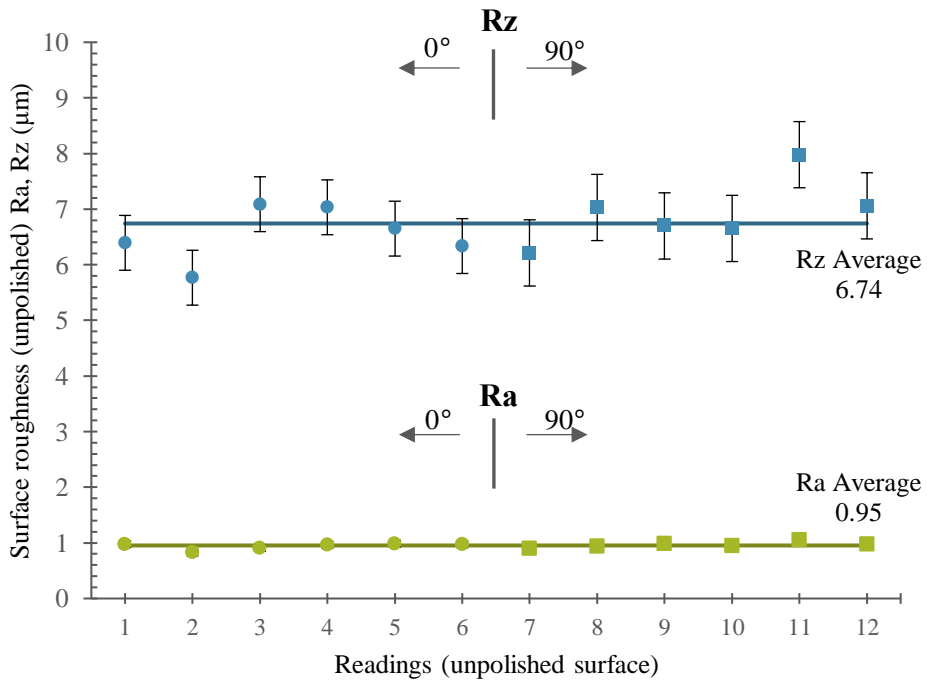 Surface roughness (unpolished) Ra, Rz (µm)
10
9
8
7
6
5
4
3
2
1
0
Rz
0° 90°
Rz Average
6.74
Ra
0° 90°
Ra Average
0.95
1 2 3 4 5 6 7 8 9 10 11 12
Readings (unpolished surface)